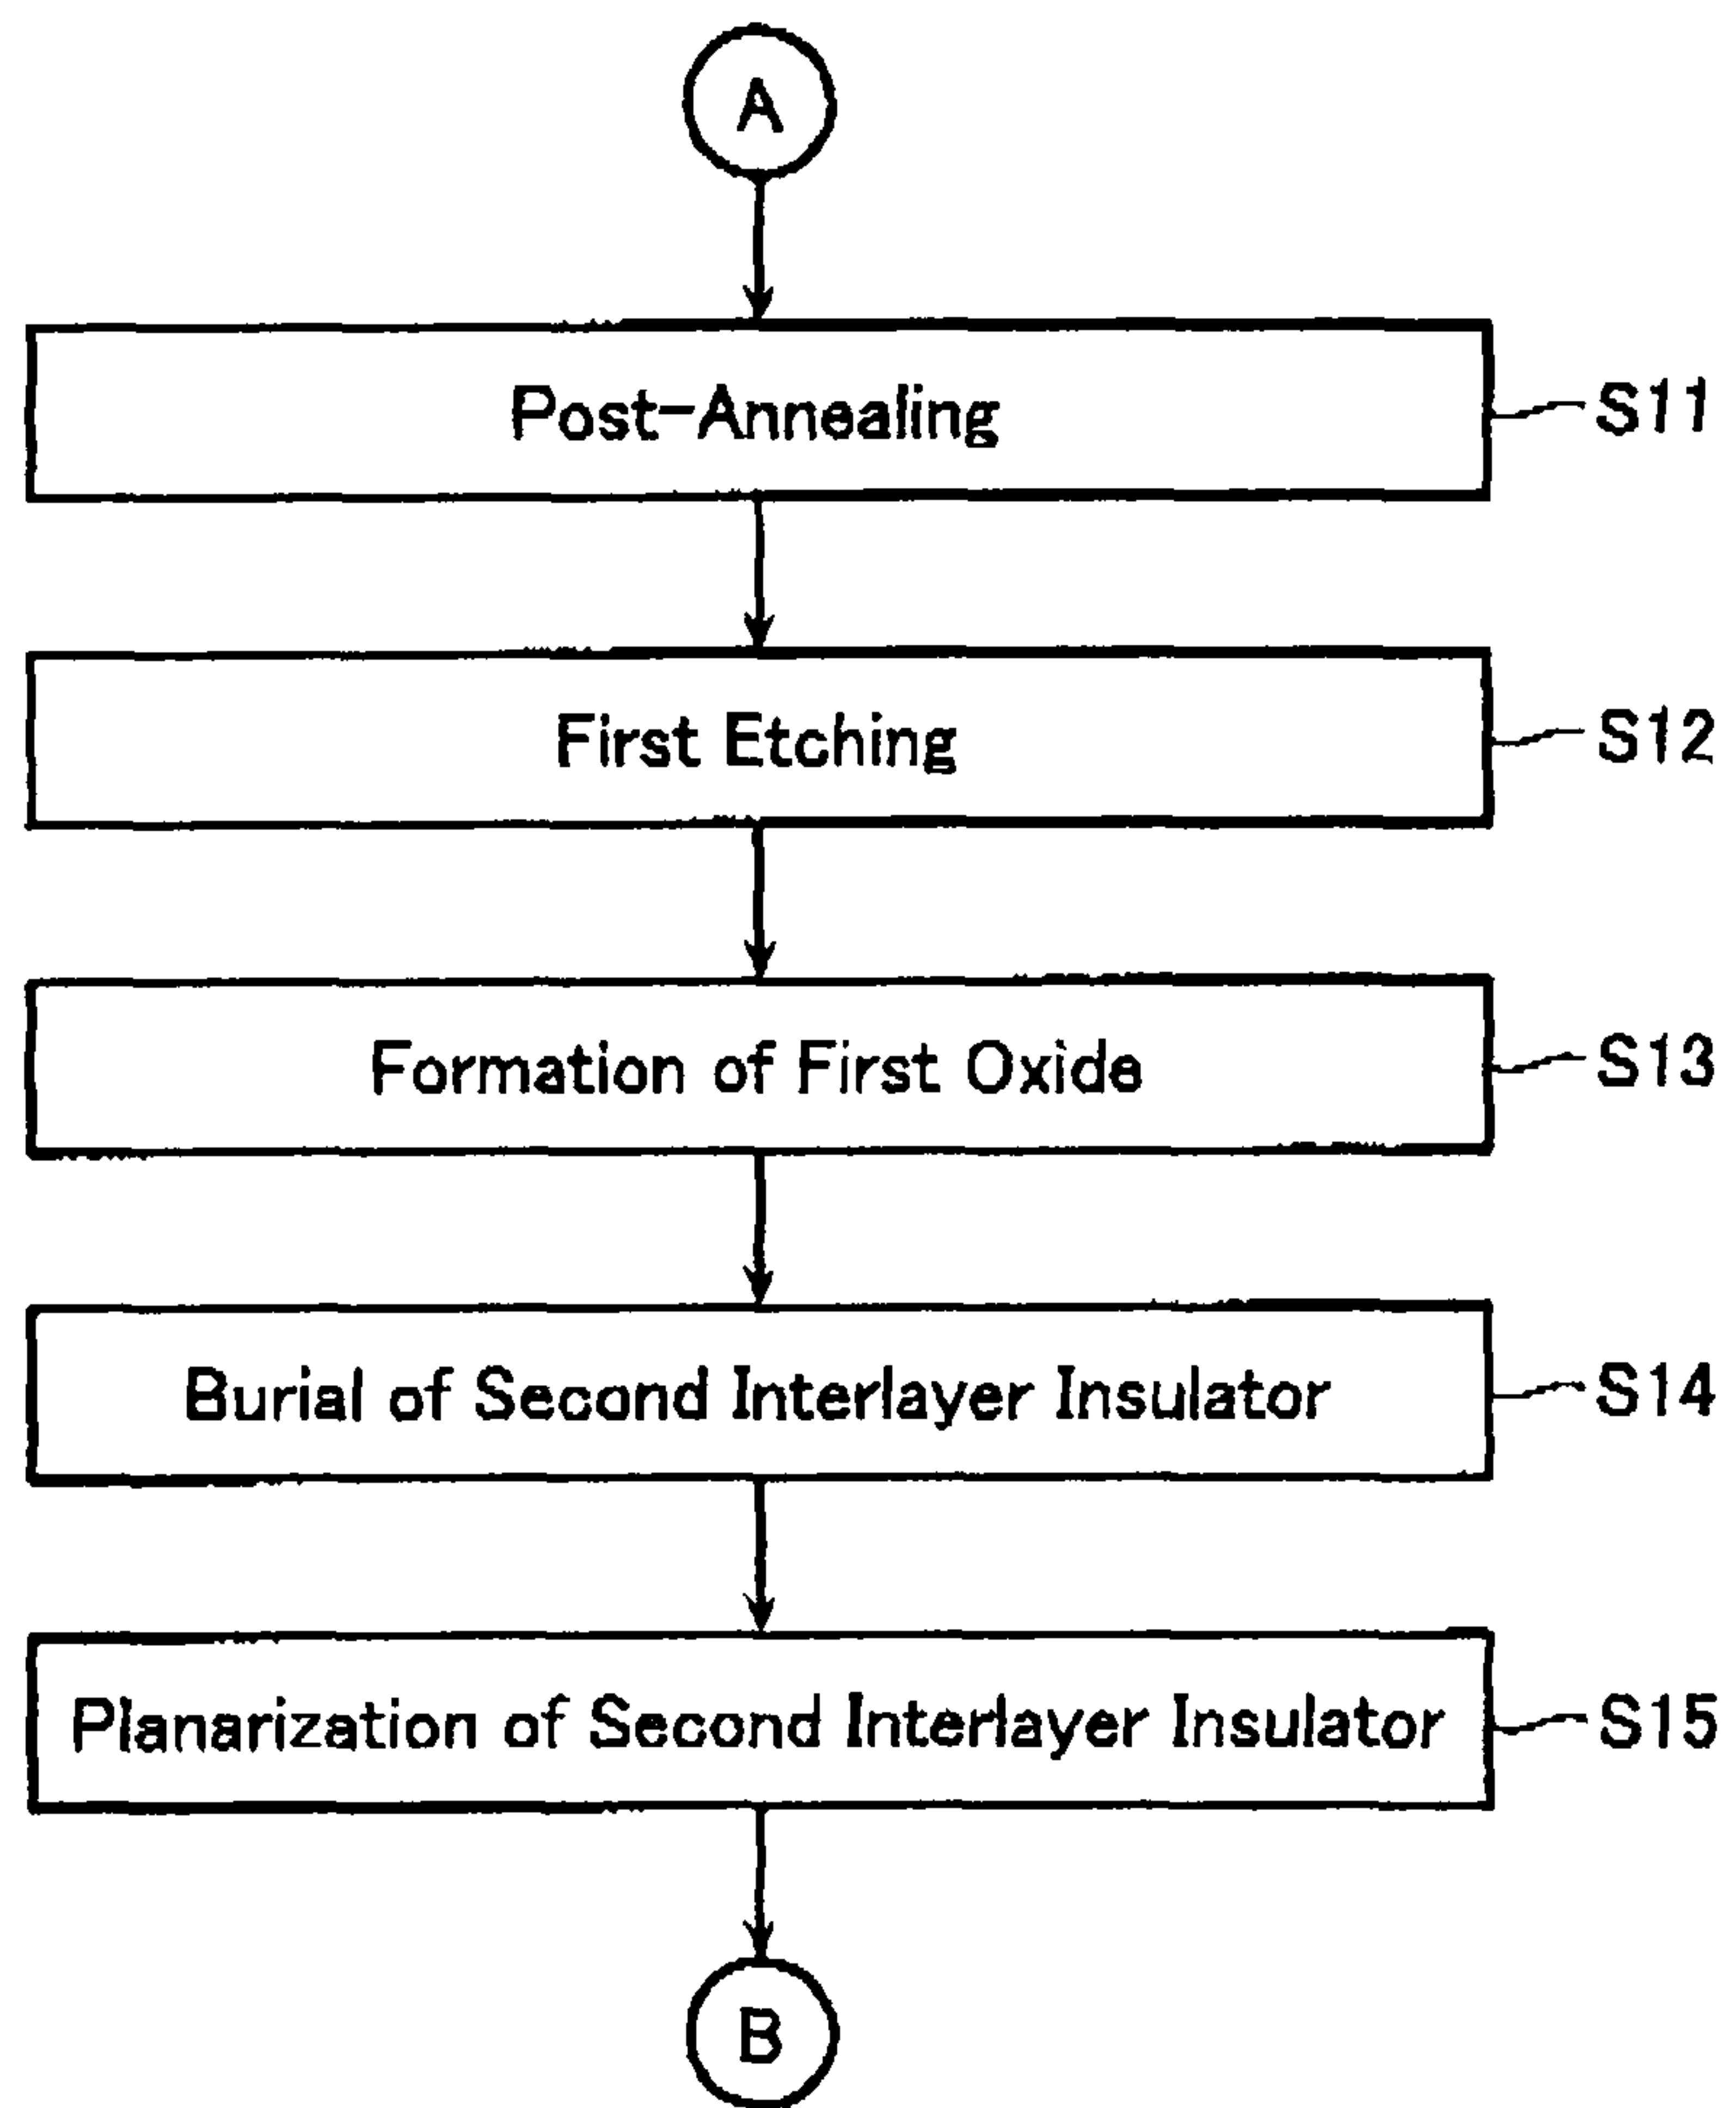 A
Post-Annealing S11
First Etching S12
Formation of First Oxide S13
Burial of Second Interlayer Insulator S14
Planarization of Second Interlayer Insulator S15
B